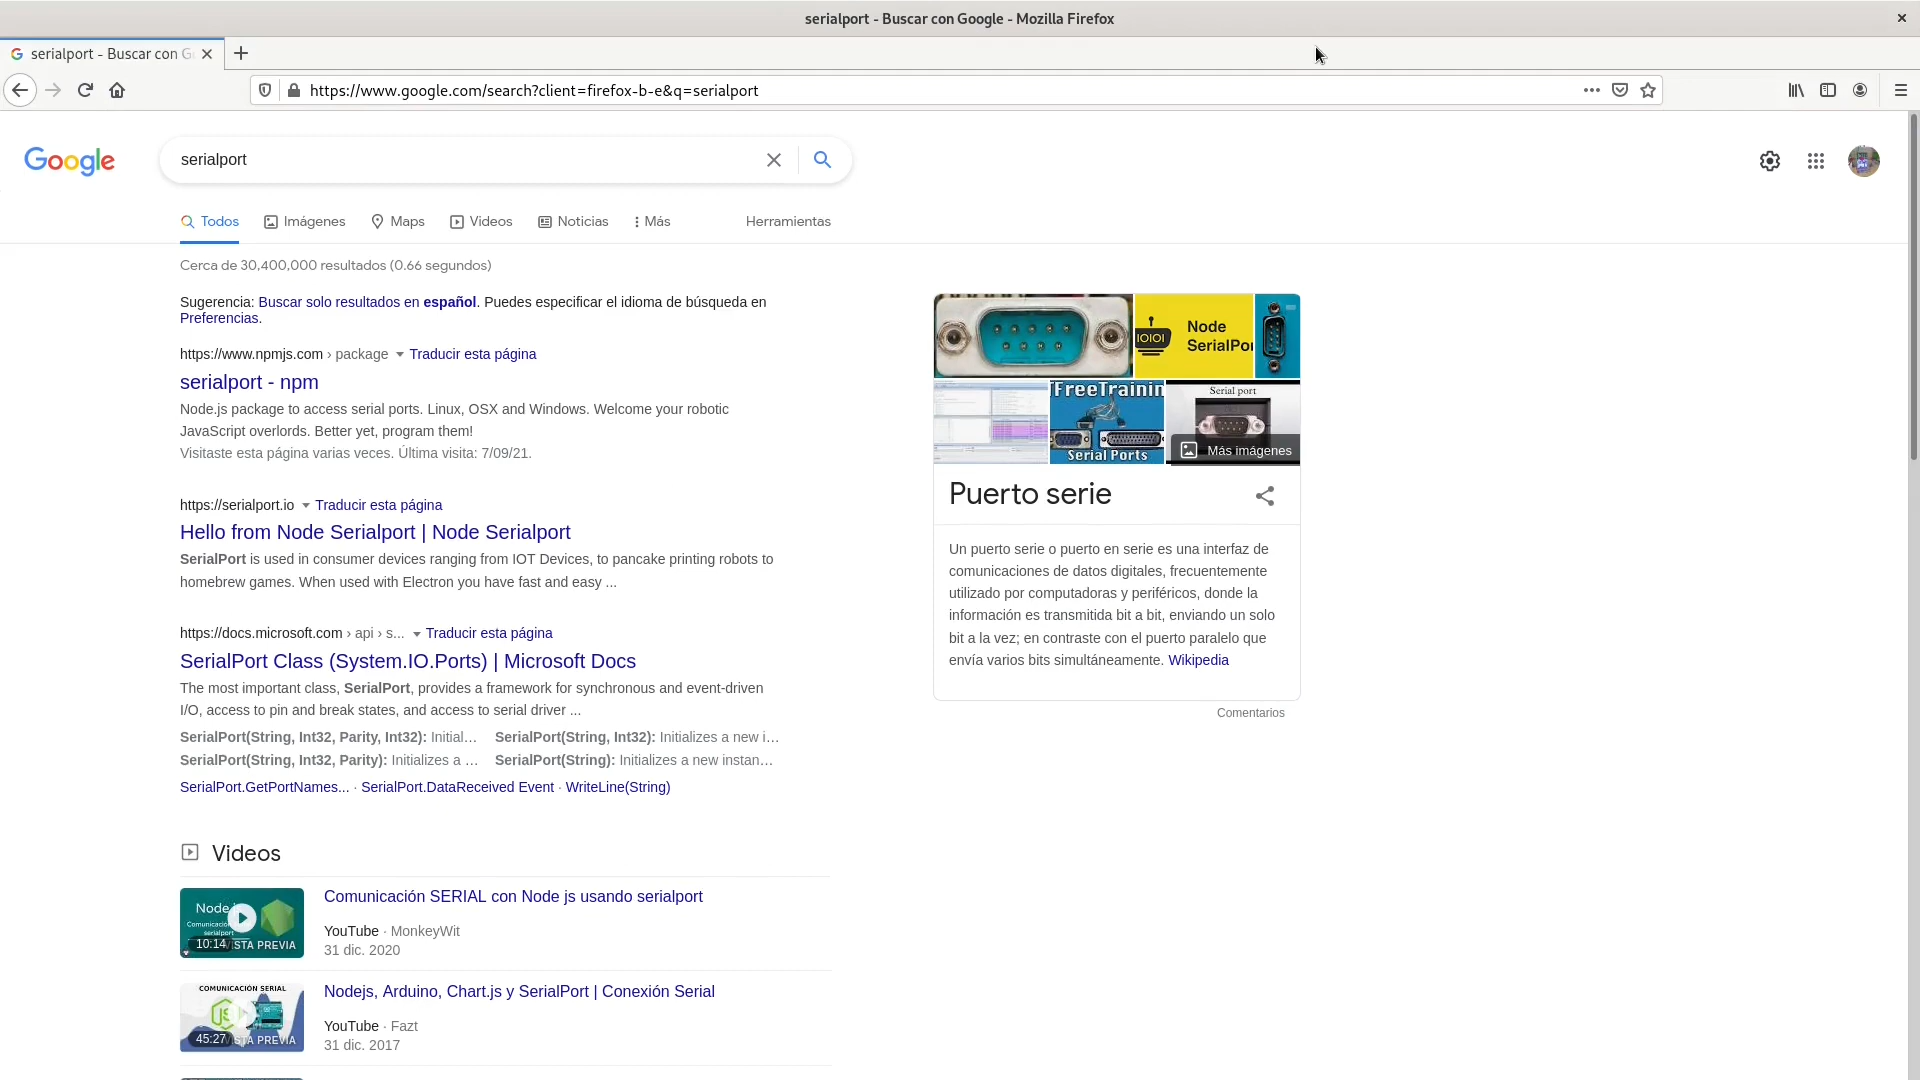 serialport - Buscar con Google - Mozilla Firefox
serialport - Buscar con G
https://www.google.com/search?client=firefox-b-e&q=serialport
Google
serialport
Todos
Imágenes
Maps
Videos
Noticias
Más
Herramientas
Cerca de 30,400,000 resultados (0.66 segundos)
Sugerencia: Buscar solo resultados en español. Puedes especificar el idioma de búsqueda en
Preferencias.
https://www.npmjs.com › package Traducir esta página
serialport - npm
Node.js package to access serial ports. Linux, OSX and Windows. Welcome your robotic
JavaScript overlords. Better yet, program them!
Visitaste esta página varias veces. Última visita: 7/09/21.
https://serialport.io Traducir esta página
Hello from Node Serialport | Node Serialport
SerialPort is used in consumer devices ranging from IOT Devices, to pancake printing robots to
homebrew games. When used with Electron you have fast and easy ...
https://docs.microsoft.com › api › s... Traducir esta página
SerialPort Class (System.IO.Ports) | Microsoft Docs
The most important class, SerialPort, provides a framework for synchronous and event-driven
I/O, access to pin and break states, and access to serial driver ...
SerialPort(String, Int32, Parity, Int32): Initial... SerialPort(String, Int32): Initializes a new i...
SerialPort(String, Int32, Parity): Initializes a ... SerialPort(String): Initializes a new instan...
SerialPort.GetPortNames... · SerialPort.DataReceived Event · WriteLine(String)
Videos
Node
serialport
10:14
VISTA PREVIA
Comunicación SERIAL con Node js usando serialport
YouTube · MonkeyWit
31 dic. 2020
COMUNICACIÓN SERIAL
45:27
VISTA PREVIA
Nodejs, Arduino, Chart.js y SerialPort | Conexión Serial
YouTube · Fazt
31 dic. 2017
IOIOI
Node
SerialPor
FreeTrainin
Serial Ports
Serial port
Más imágenes
Puerto serie
Un puerto serie o puerto en serie es una interfaz de
comunicaciones de datos digitales, frecuentemente
utilizado por computadoras y periféricos, donde la
información es transmitida bit a bit, enviando un solo
bit a la vez; en contraste con el puerto paralelo que
envía varios bits simultáneamente. Wikipedia
Comentarios